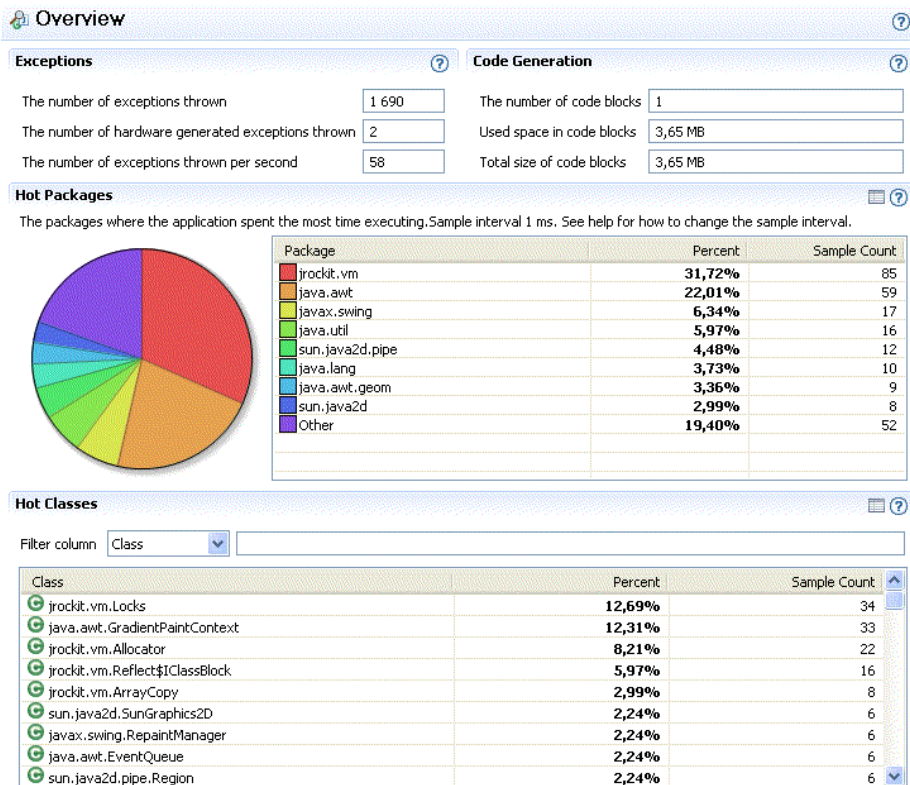 Overview
Exceptions
The number of exceptions thrown 1 690
The number of hardware generated exceptions thrown 2
The number of exceptions thrown per second 58
Code Generation
The number of code blocks 1
Used space in code blocks 3,65 MB
Total size of code blocks 3,65 MB
Hot Packages
The packages where the application spent the most time executing.Sample interval 1 ms. See help for how to change the sample interval.
Package Percent Sample Count
jrockit.vm 31,72% 85
java.awt 22,01% 59
javax.swing 6,34% 17
java.util 5,97% 16
sun.java2d.pipe 4,48% 12
java.lang 3,73% 10
java.awt.geom 3,36% 9
sun.java2d 2,99% 8
Other 19,40% 52
Hot Classes
Filter column Class
Class Percent Sample Count
jrockit.vm.Locks 12,69% 34
java.awt.GradientPaintContext 12,31% 33
jrockit.vm.Allocator 8,21% 22
jrockit.vm.Reflect$IClassBlock 5,97% 16
jrockit.vm.ArrayCopy 2,99% 8
sun.java2d.SunGraphics2D 2,24% 6
javax.swing.RepaintManager 2,24% 6
java.awt.EventQueue 2,24% 6
sun.java2d.pipe.Region 2,24% 6